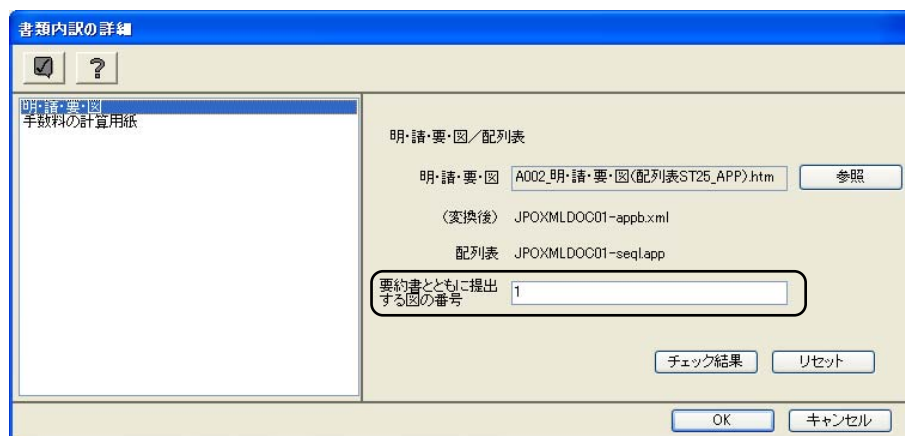 書類内訳の詳細
?
明・請・要・図
手数料の計算用紙
明・請・要・図／配列表
明・請・要・図 A002_明・請・要・図(配列表ST25_APP).htm 参照
(変換後) JPOXMLDOC01-appb.xml
配列表 JPOXMLDOC01-seql.app
要約書とともに提出
する図の番号
1
チェック結果 リセット
OK キャンセル